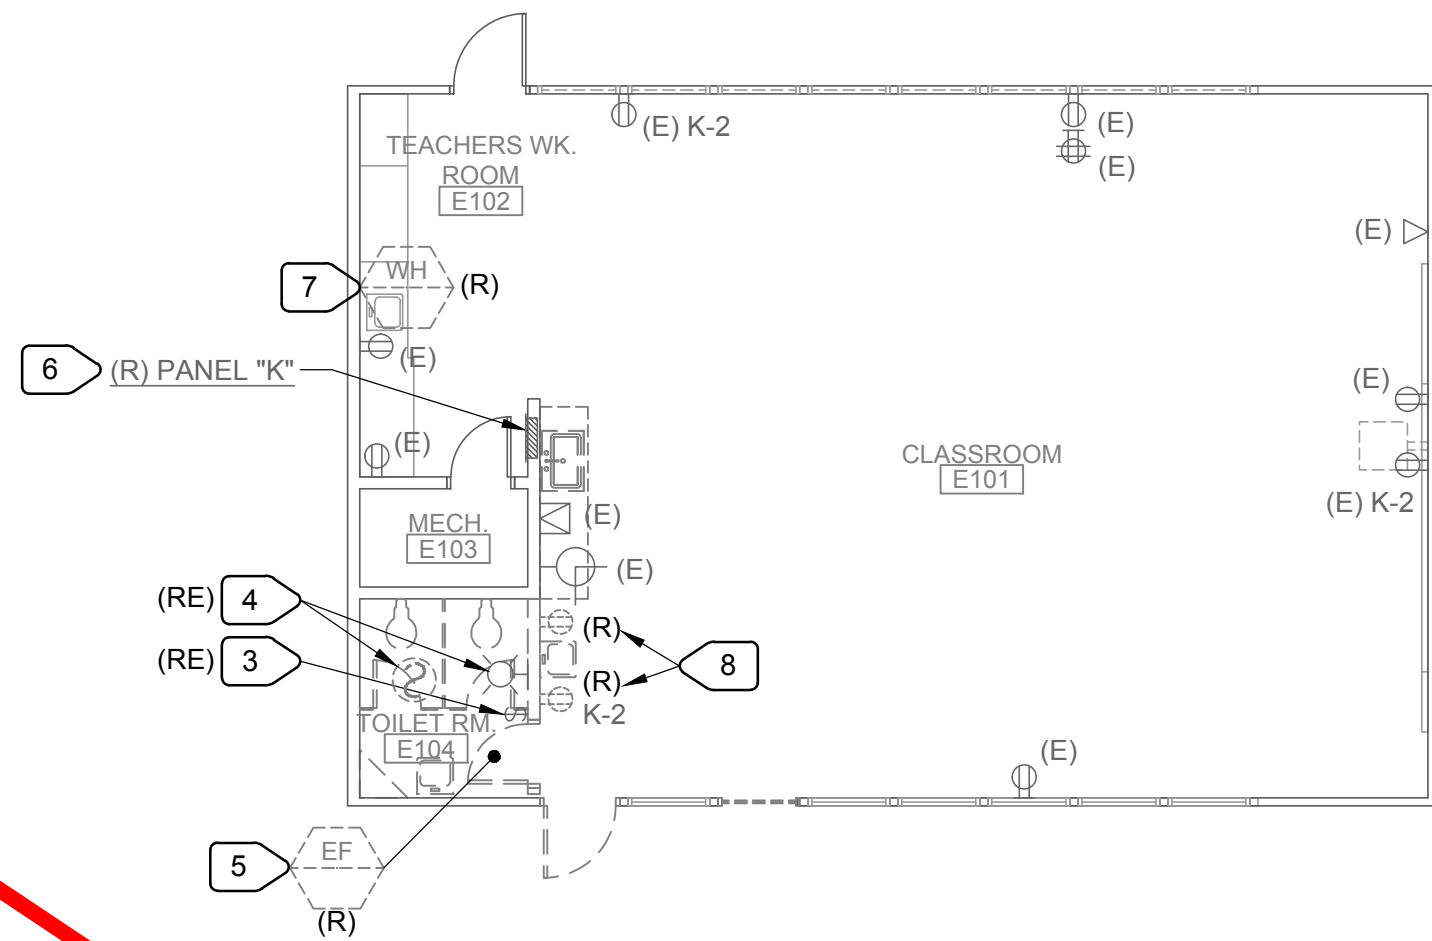 (E) K-2
(E)
(E)
TEACHERS WK.
ROOM
E102
(E)
7
WH
(R)
6
(R) PANEL "K"
(E)
(E)
(E)
CLASSROOM
E101
(E) K-2
MECH.
E103
(E)
(E)
(RE) 4
(RE) 3
(R)
8
(R)
K-2
S
TOILET RM.
E104
(E)
5
EF
(R)